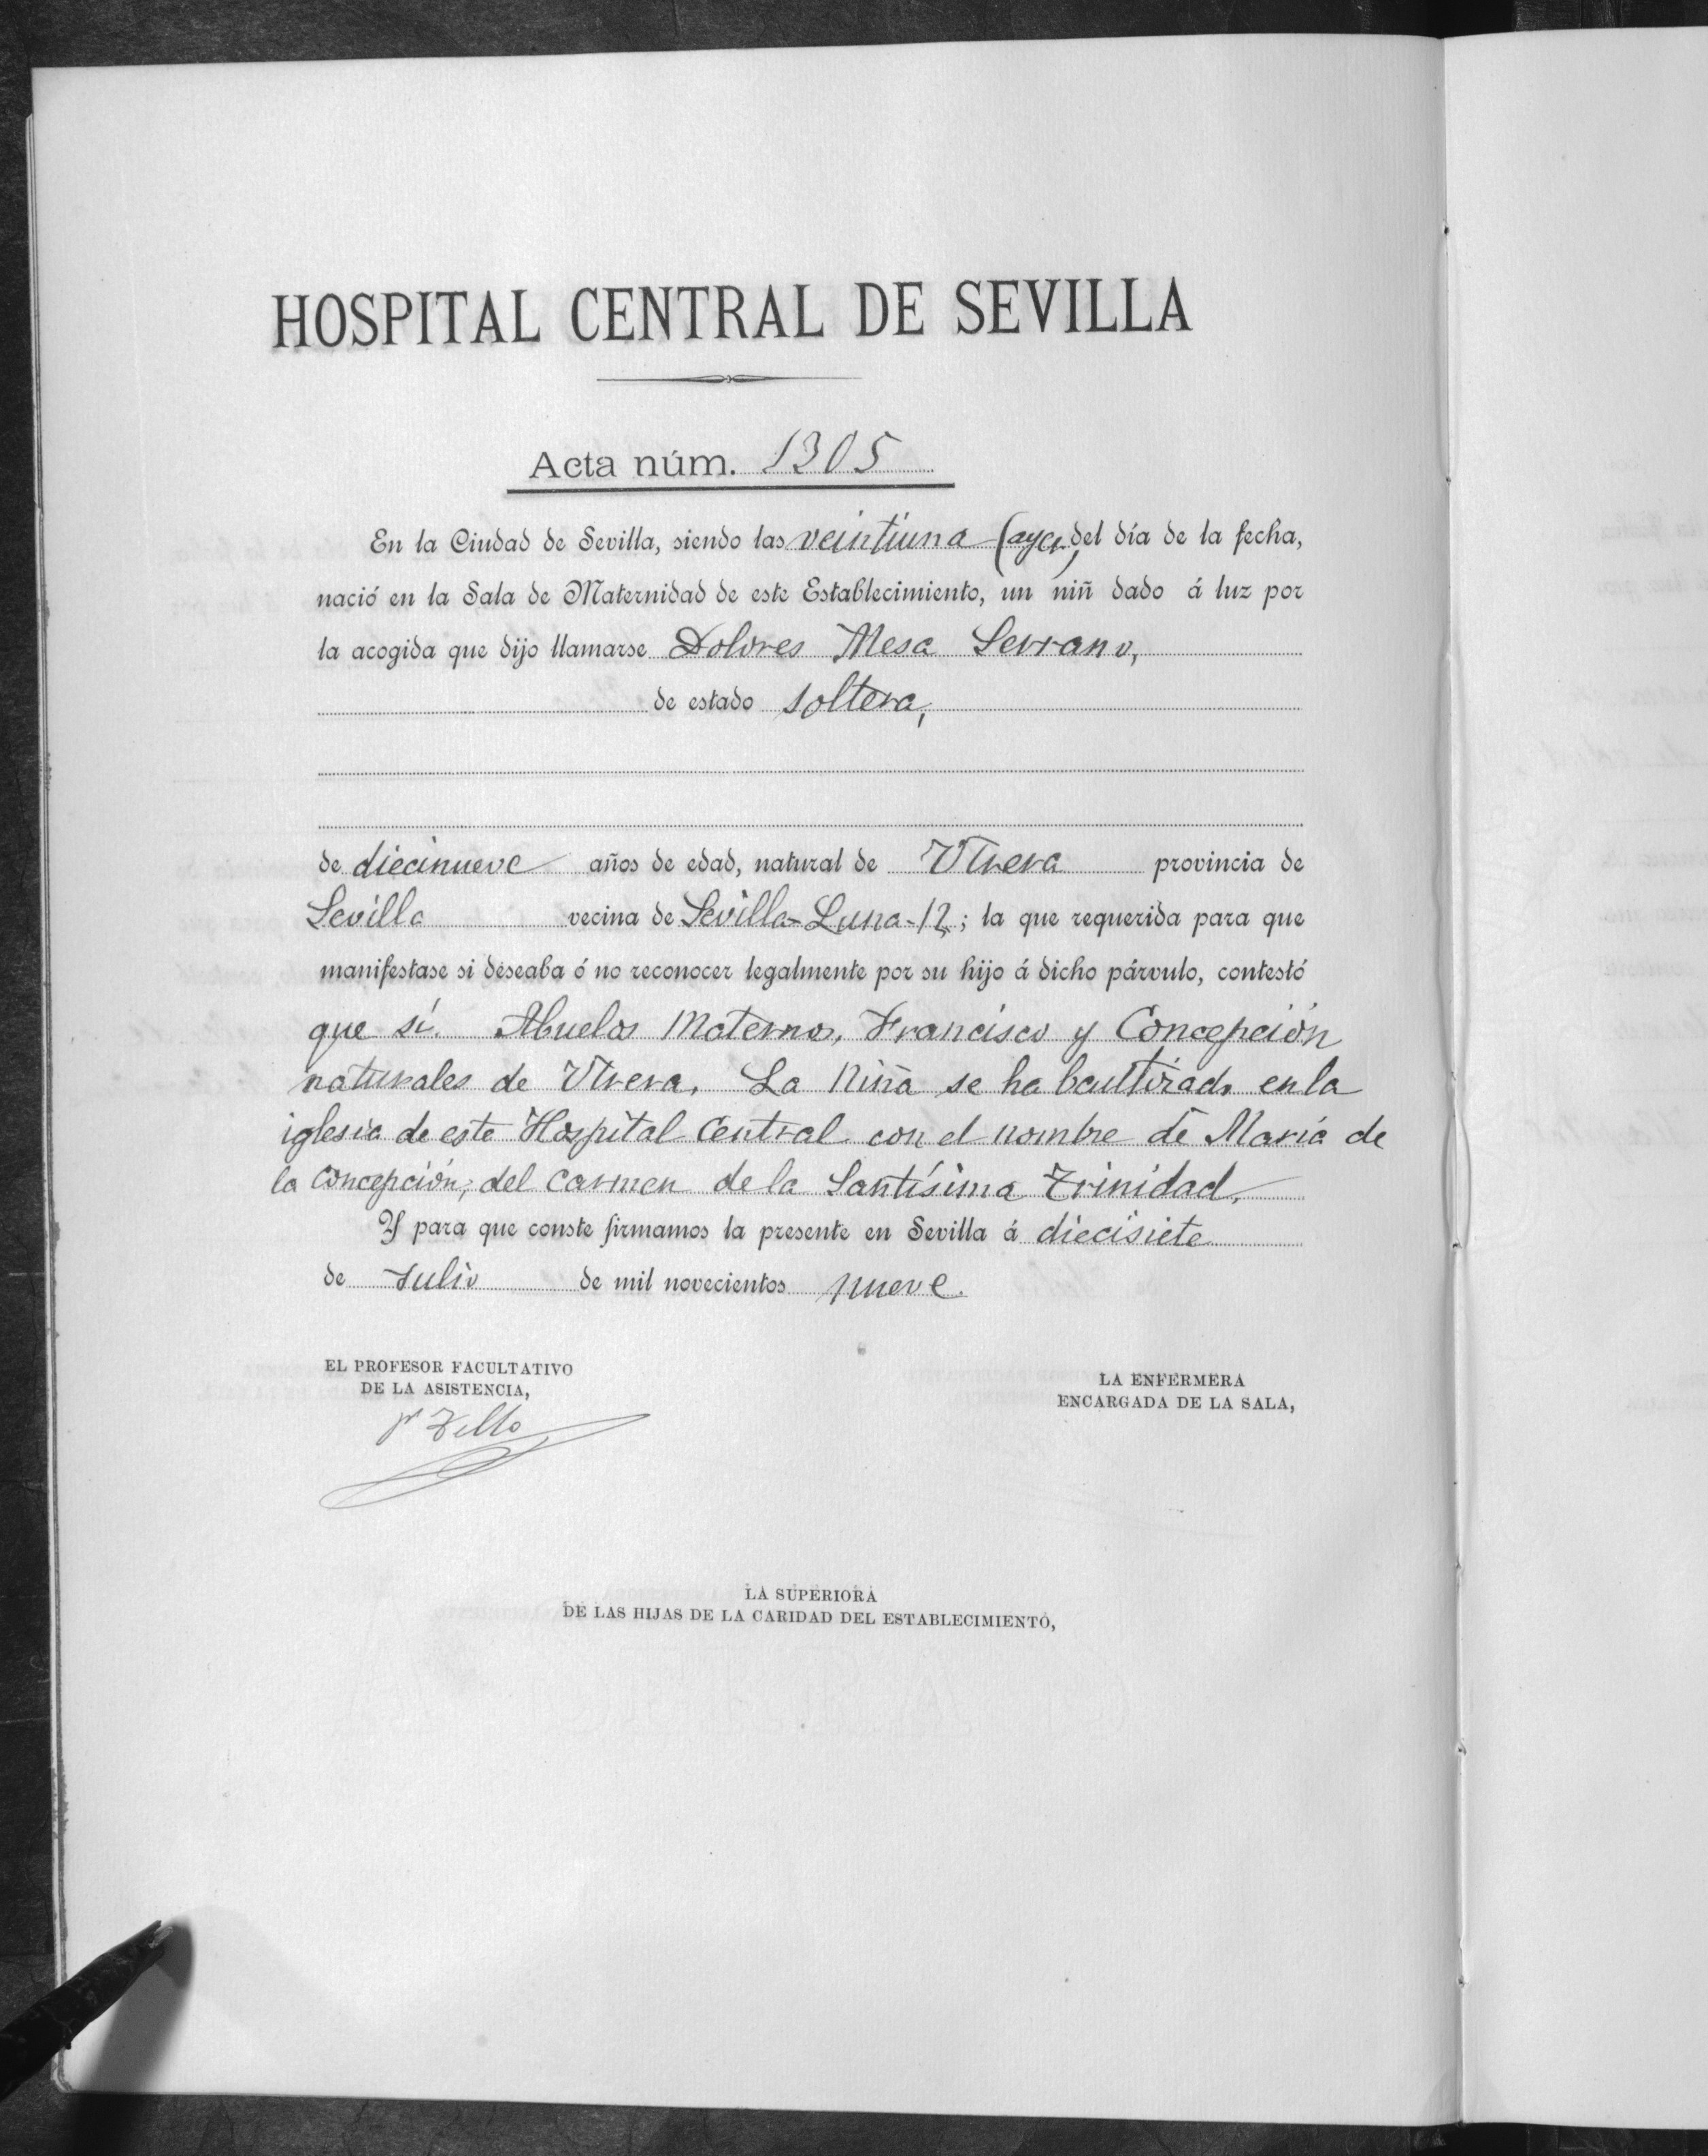 HOSPITAL CENTRAL DE SEVILLA
Acta núm. 1305
En la Ciudad de Sevilla, siendo las veintiuna (ayer) del día de la fecha,
nació en la Sala de Maternidad de este Establecimiento, un niñ dado á luz por
la acogida que dijo llamarse Dolores Mesa Serrano,
de estado soltera,
de diecinueve años de edad, natural de Utrera provincia de
Sevilla vecina de Sevilla-Luna-12; la que requerida para que
manifestase si deseaba ó no reconocer legalmente por su hijo á dicho párvulo, contestó
que sí. Abuelos Maternos, Francisco y Concepción
naturales de Utrera. La Niña se ha bautizado en la
iglesia de este Hospital Central con el nombre de María de
la Concepción, del Carmen de la Santísima Trinidad.
Y para que conste firmamos la presente en Sevilla á diecisiete
de Julio de mil novecientos nueve.
EL PROFESOR FACULTATIVO
DE LA ASISTENCIA,
LA ENFERMERA
ENCARGADA DE LA SALA,
Tello
LA SUPERIORA
DE LAS HIJAS DE LA CARIDAD DEL ESTABLECIMIENTO,